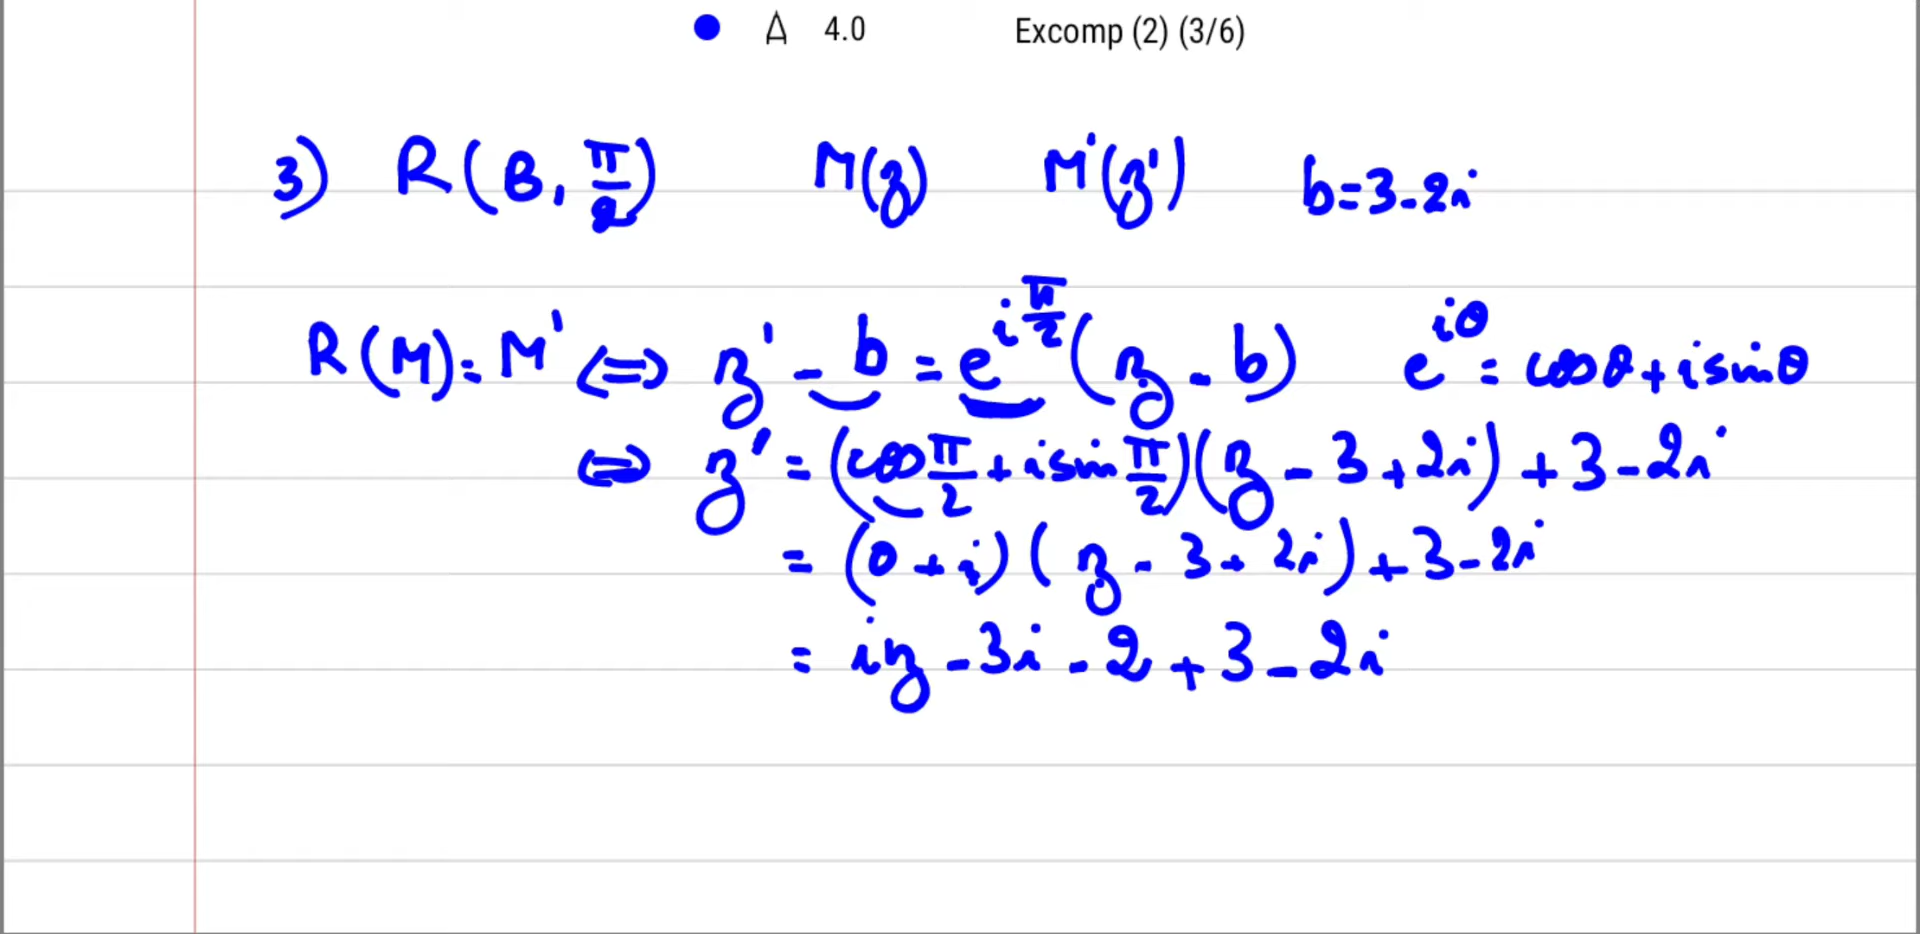 4.0 Excomp (2) (3/6)
3) R(B, π/2) M(z) M'(z') b=3-2i
R(M)=M' ⟺ z'-b = e^{iπ/2}(z-b) e^{iθ} = cosθ+isinθ
⟺ z' = (cos π/2 + isin π/2)(z-3+2i)+3-2i
= (0+i)(z-3+2i)+3-2i
= iz-3i-2+3-2i